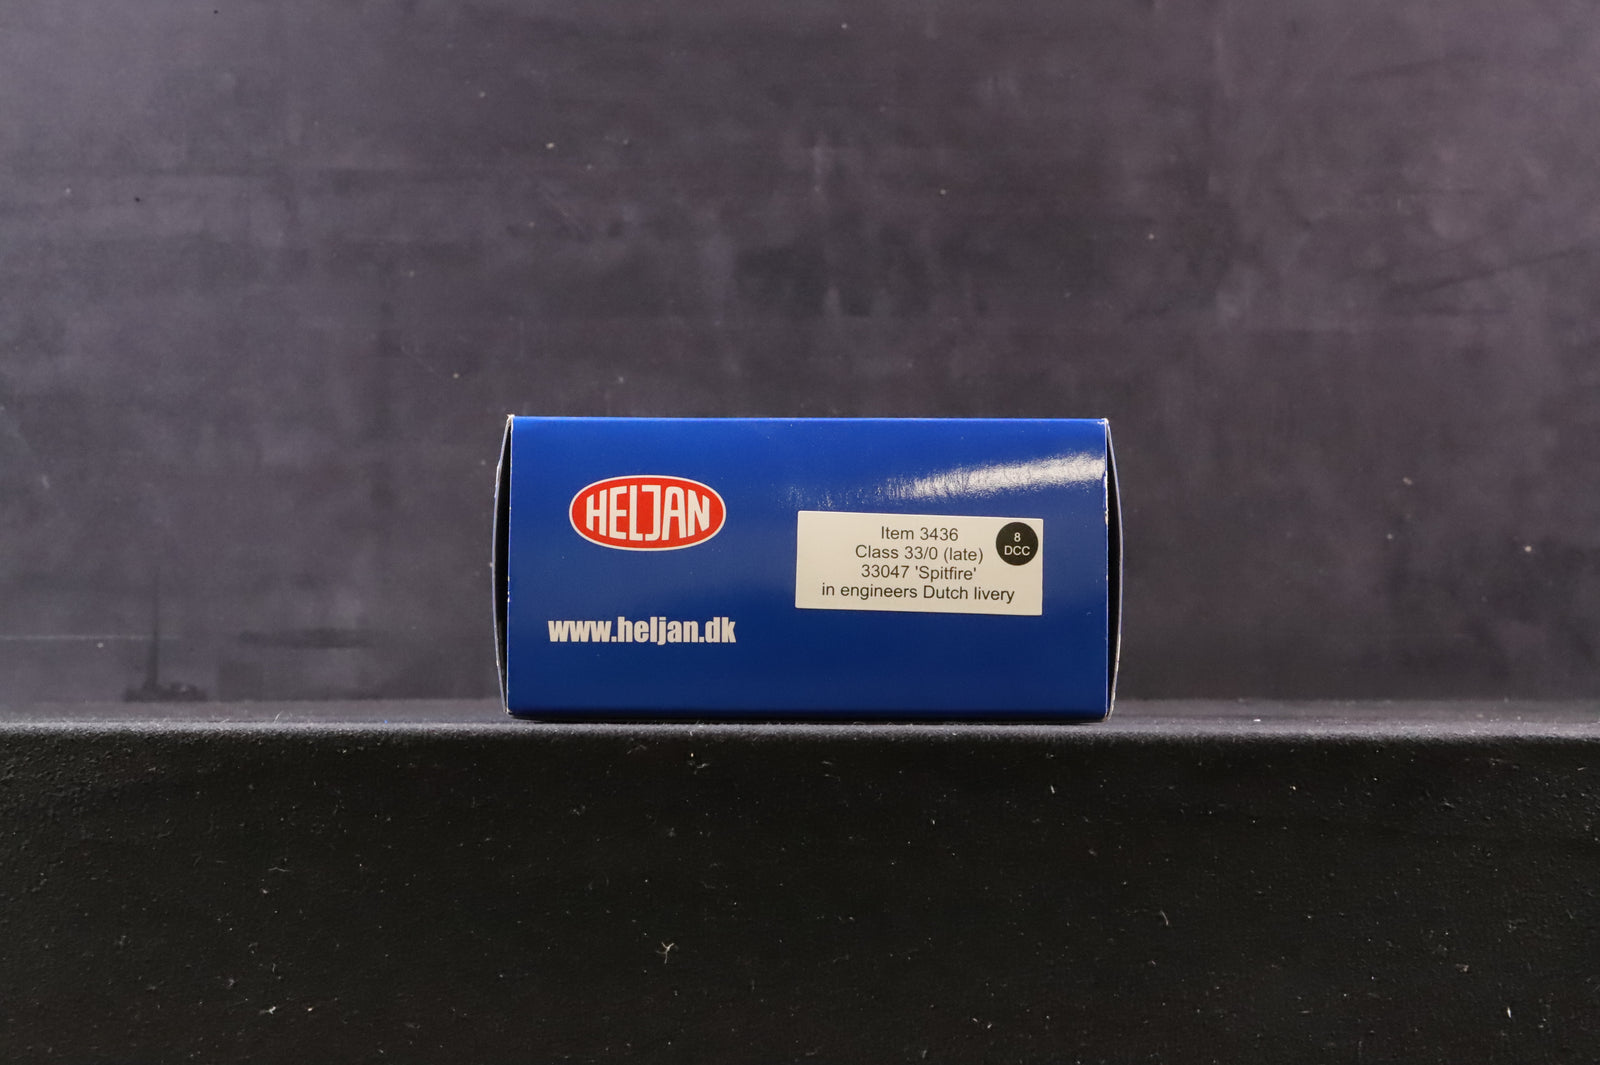 HELJAN
www.heljan.dk
Item 3436
Class 33/0 (late)
33047 'Spitfire'
in engineers Dutch livery
8
DCC